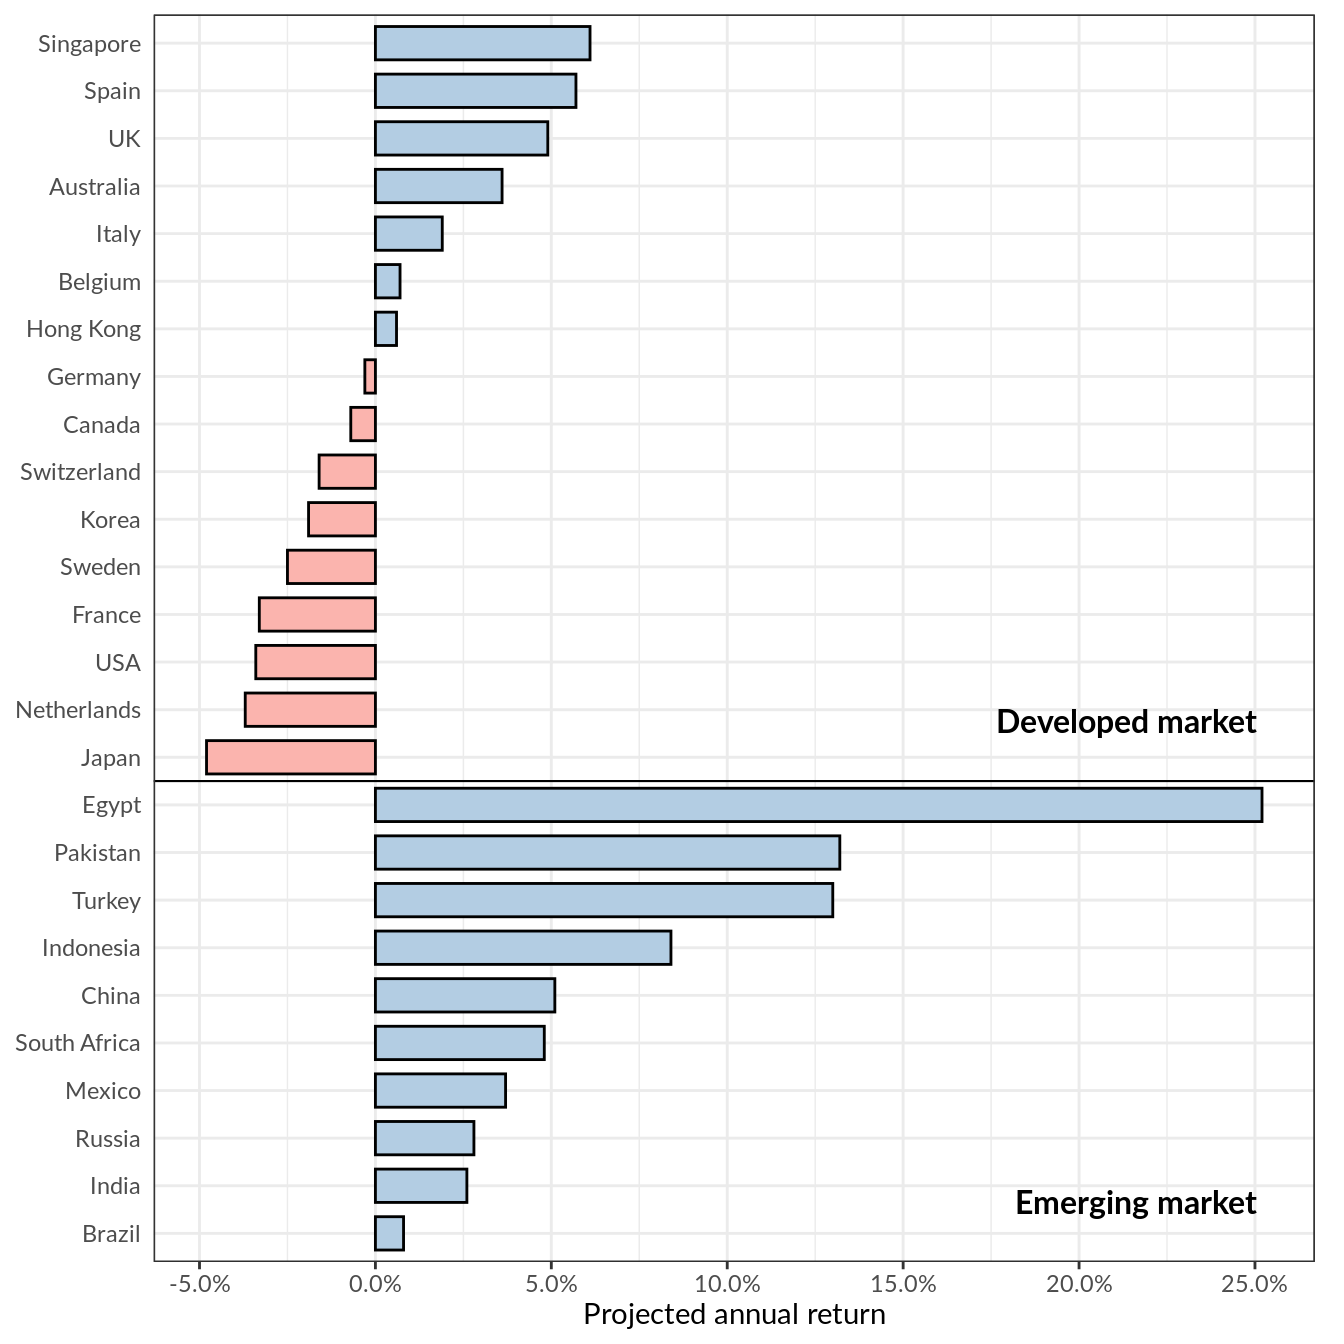 Singapore
Spain
UK
Australia
Italy
Belgium
Hong Kong
Germany
Canada
Switzerland
Korea
Sweden
France
USA
Netherlands
Developed market
Japan
Egypt
Pakistan
Turkey
Indonesia
China
South Africa
Mexico
Russia
India
Emerging market
Brazil
-5.0% 0.0% 5.0% 10.0% 15.0% 20.0% 25.0%
Projected annual return